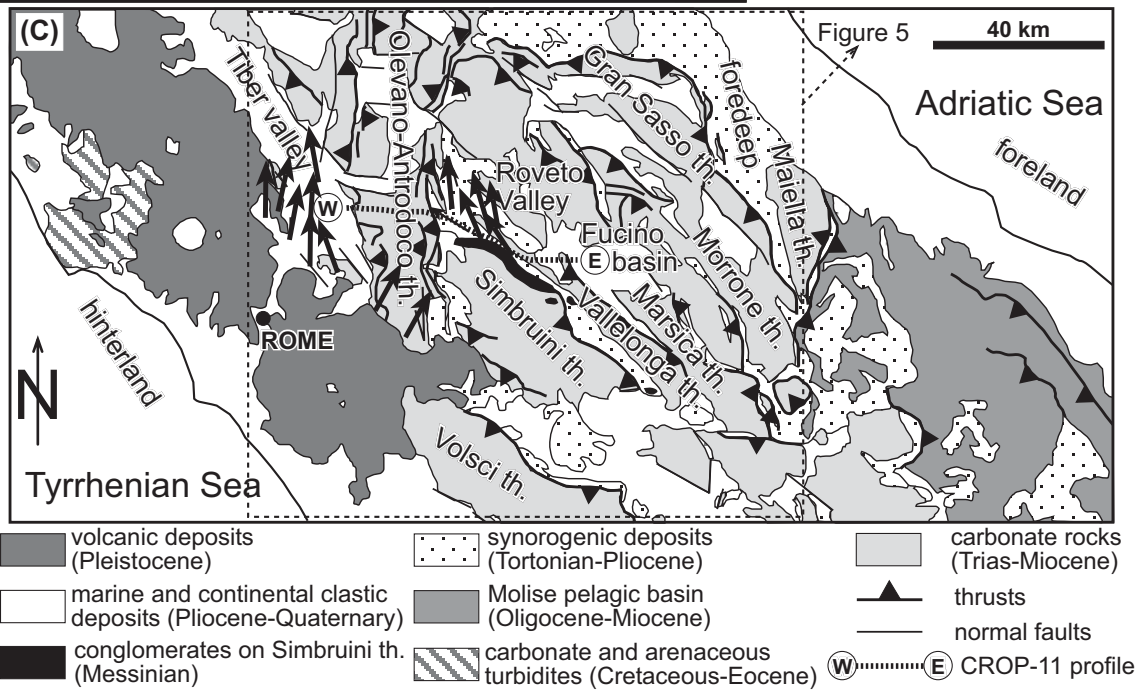 (C)
Figure 5
40 km
Tiber valley
Olevano-Antrodoco th.
Gran Sasso th.
foredeep
Maiella th.
Adriatic Sea
foreland
Roveto
Valley
W
Fucino
E basin
Morrone th.
Simbruini th.
Vallelonga th.
Marsica th.
hinterland
ROME
N
Volsci th.
Tyrrhenian Sea
volcanic deposits
(Pleistocene)
marine and continental clastic
deposits (Pliocene-Quaternary)
conglomerates on Simbruini th.
(Messinian)
synorogenic deposits
(Tortonian-Pliocene)
Molise pelagic basin
(Oligocene-Miocene)
carbonate and arenaceous
turbidites (Cretaceous-Eocene)
carbonate rocks
(Trias-Miocene)
thrusts
normal faults
W E CROP-11 profile